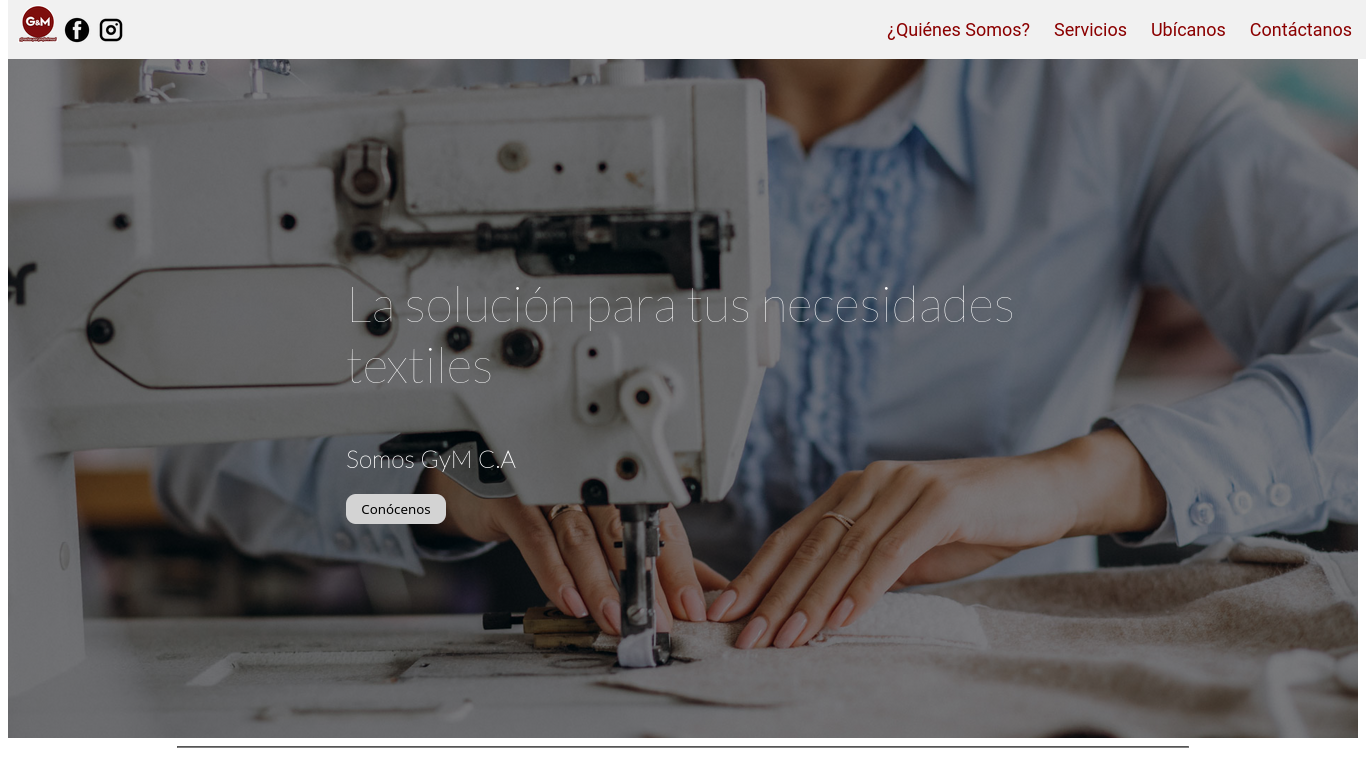 G&M
¿Quiénes Somos?
Servicios
Ubícanos
Contáctanos
La solución para tus necesidades
textiles
Somos GyM C.A
Conócenos